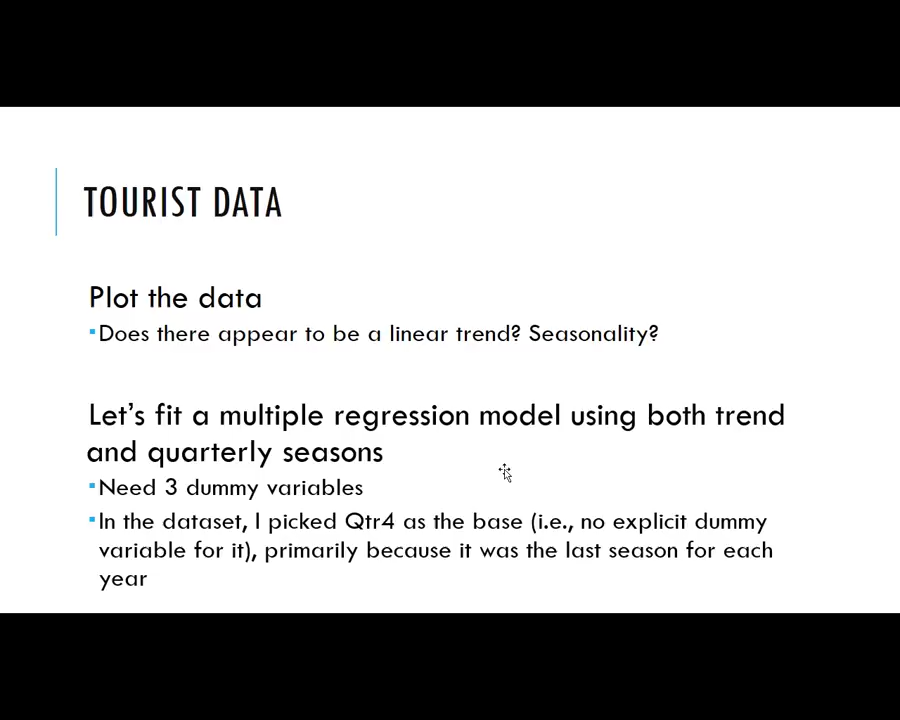 TOURIST DATA
Plot the data
▪Does there appear to be a linear trend? Seasonality?
Let's fit a multiple regression model using both trend
and quarterly seasons
▪Need 3 dummy variables
▪In the dataset, I picked Qtr4 as the base (i.e., no explicit dummy
variable for it), primarily because it was the last season for each
year